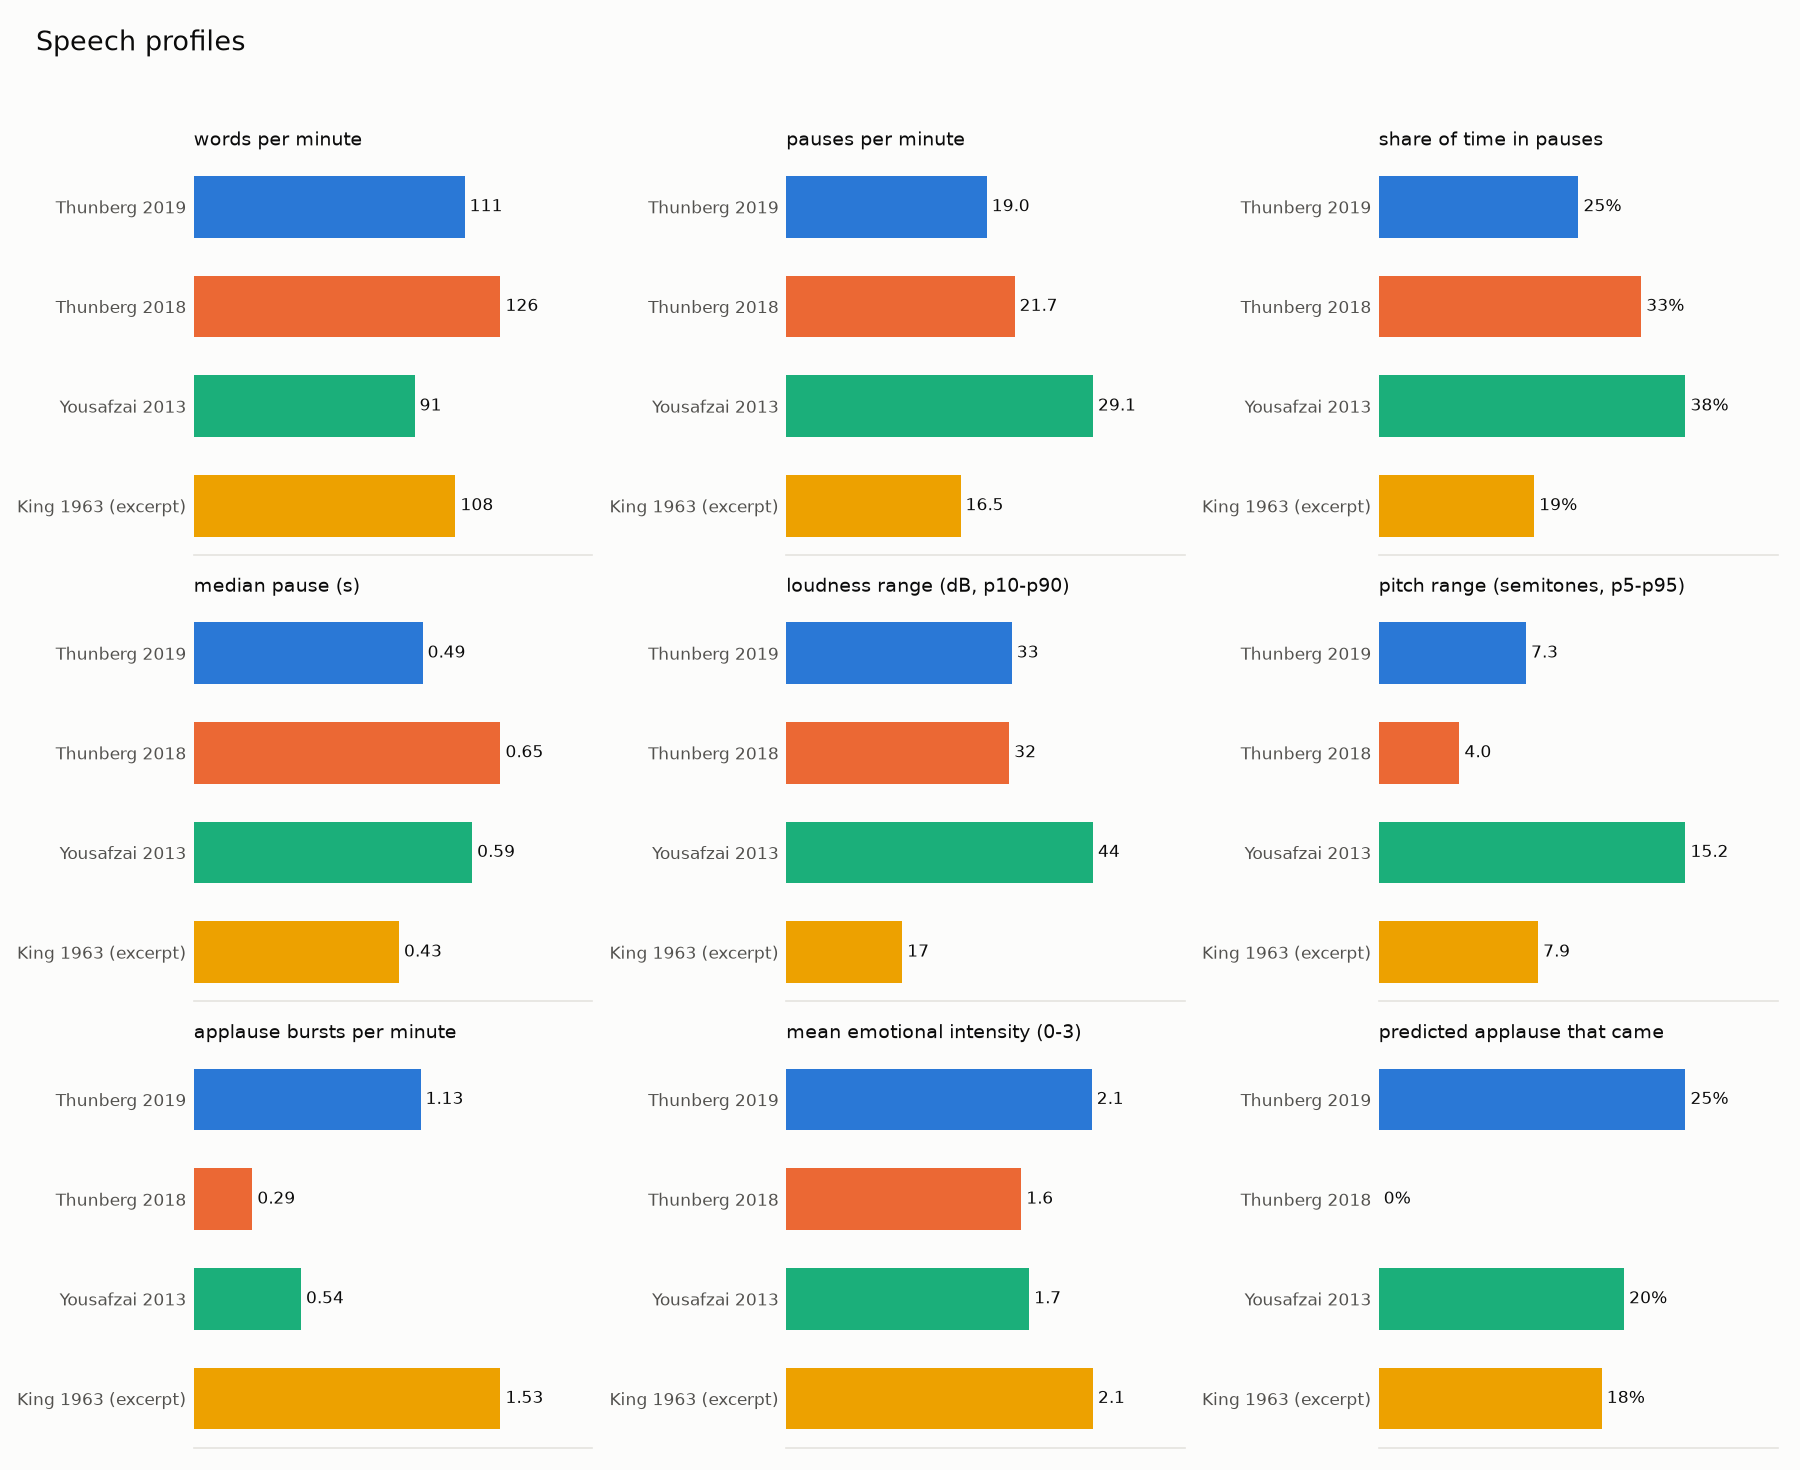 Speech profiles
words per minute
Thunberg 2019 111
Thunberg 2018 126
Yousafzai 2013 91
King 1963 (excerpt) 108
pauses per minute
Thunberg 2019 19.0
Thunberg 2018 21.7
Yousafzai 2013 29.1
King 1963 (excerpt) 16.5
share of time in pauses
Thunberg 2019 25%
Thunberg 2018 33%
Yousafzai 2013 38%
King 1963 (excerpt) 19%
median pause (s)
Thunberg 2019 0.49
Thunberg 2018 0.65
Yousafzai 2013 0.59
King 1963 (excerpt) 0.43
loudness range (dB, p10-p90)
Thunberg 2019 33
Thunberg 2018 32
Yousafzai 2013 44
King 1963 (excerpt) 17
pitch range (semitones, p5-p95)
Thunberg 2019 7.3
Thunberg 2018 4.0
Yousafzai 2013 15.2
King 1963 (excerpt) 7.9
applause bursts per minute
Thunberg 2019 1.13
Thunberg 2018 0.29
Yousafzai 2013 0.54
King 1963 (excerpt) 1.53
mean emotional intensity (0-3)
Thunberg 2019 2.1
Thunberg 2018 1.6
Yousafzai 2013 1.7
King 1963 (excerpt) 2.1
predicted applause that came
Thunberg 2019 25%
Thunberg 2018 0%
Yousafzai 2013 20%
King 1963 (excerpt) 18%